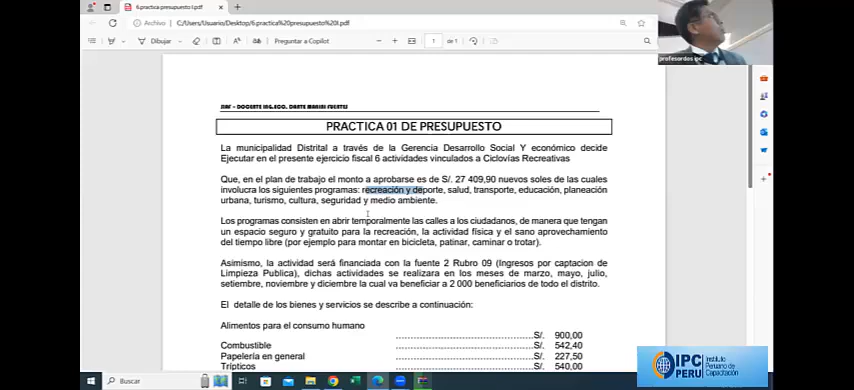 6.practica presupuesto I.pdf
Archivo C:/Users/Usuario/Desktop/6.practica%20presupuesto%20I.pdf
Dibujar Preguntar a Copilot 1 de 1
profesordos ipc
SIAF - DOCENTE ING.ECO. DANTE MARINI FUENTES
PRACTICA 01 DE PRESUPUESTO
La municipalidad Distrital a través de la Gerencia Desarrollo Social Y económico decide
Ejecutar en el presente ejercicio fiscal 6 actividades vinculados a Ciclovías Recreativas
Que, en el plan de trabajo el monto a aprobarse es de S/. 27 409,90 nuevos soles de las cuales
involucra los siguientes programas: recreación y deporte, salud, transporte, educación, planeación
urbana, turismo, cultura, seguridad y medio ambiente.
Los programas consisten en abrir temporalmente las calles a los ciudadanos, de manera que tengan
un espacio seguro y gratuito para la recreación, la actividad física y el sano aprovechamiento
del tiempo libre (por ejemplo para montar en bicicleta, patinar, caminar o trotar).
Asimismo, la actividad será financiada con la fuente 2 Rubro 09 (Ingresos por captacion de
Limpieza Publica), dichas actividades se realizara en los meses de marzo, mayo, julio,
setiembre, noviembre y diciembre la cual va beneficiar a 2 000 beneficiarios de todo el distrito.
El detalle de los bienes y servicios se describe a continuación:
Alimentos para el consumo humano
S/. 900,00
Combustible S/. 542,40
Papelería en general S/. 227,50
Trípticos S/. 540,00
Buscar
IPC PERU Instituto Peruano de Capacitación